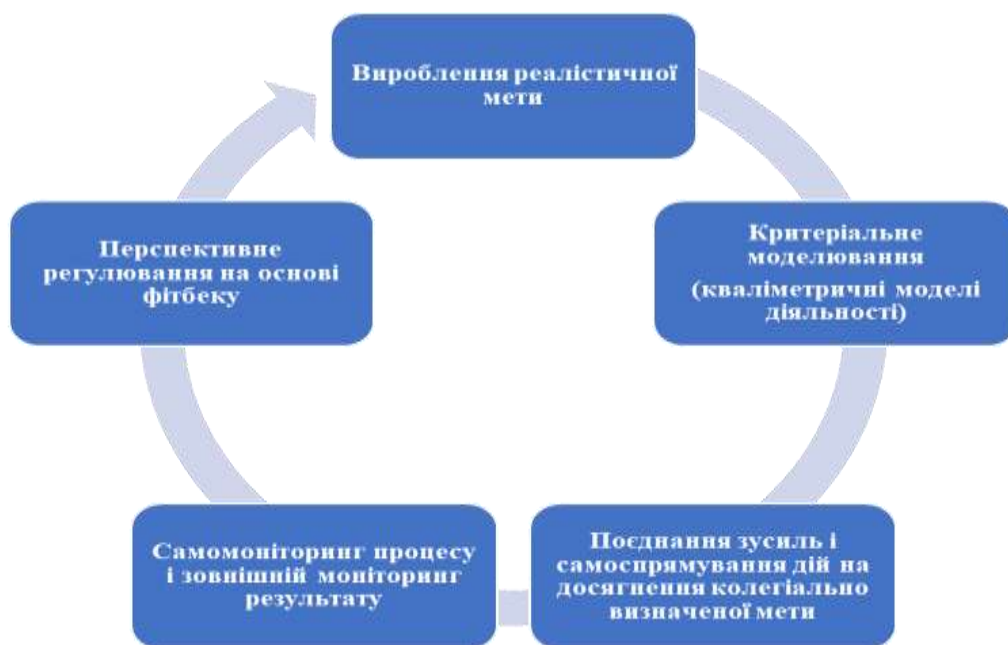 Вироблення реалістичної
мети
Критеріальне
моделювання
(кваліметричні моделі
діяльності)
Поєднання зусиль і
самоспрямування дій на
досягнення колегіально
визначеної мети
Самомоніторинг процесу
і зовнішній моніторинг
результату
Перспективне
регулювання на основі
фітбеку